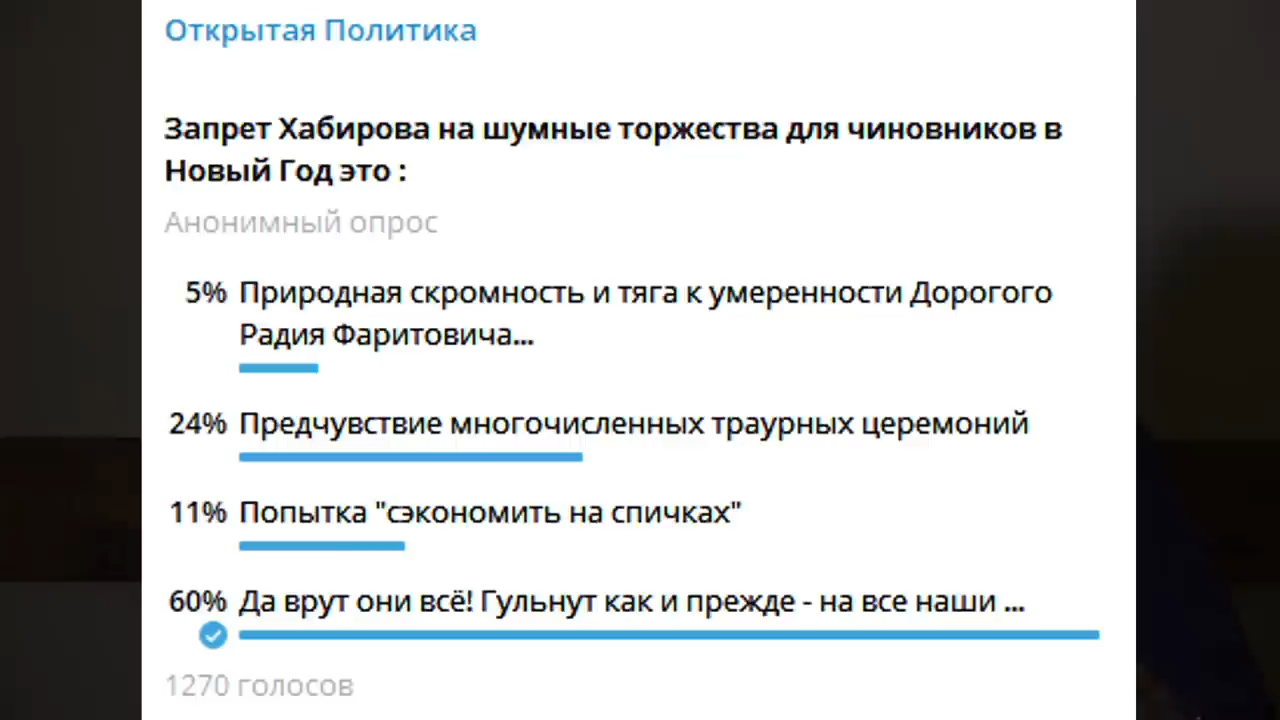 Открытая Политика
Запрет Хабирова на шумные торжества для чиновников в
Новый Год это :
Анонимный опрос
5% Природная скромность и тяга к умеренности Дорогого
Радия Фаритовича...
24% Предчувствие многочисленных траурных церемоний
11% Попытка "сэкономить на спичках"
60% Да врут они всё! Гульнут как и прежде - на все наши ...
1270 голосов